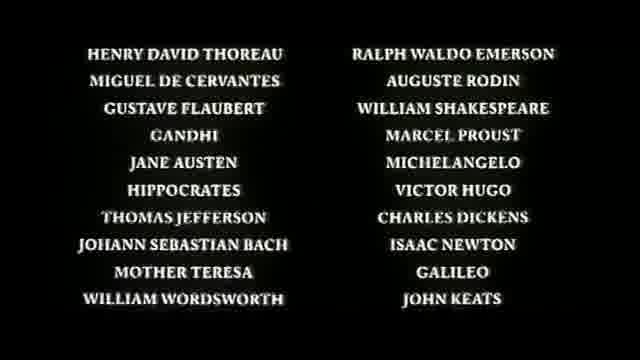 HENRY DAVID THOREAU
MIGUEL DE CERVANTES
GUSTAVE FLAUBERT
GANDHI
JANE AUSTEN
HIPPOCRATES
THOMAS JEFFERSON
JOHANN SEBASTIAN BACH
MOTHER TERESA
WILLIAM WORDSWORTH
RALPH WALDO EMERSON
AUGUSTE RODIN
WILLIAM SHAKESPEARE
MARCEL PROUST
MICHELANGELO
VICTOR HUGO
CHARLES DICKENS
ISAAC NEWTON
GALILEO
JOHN KEATS